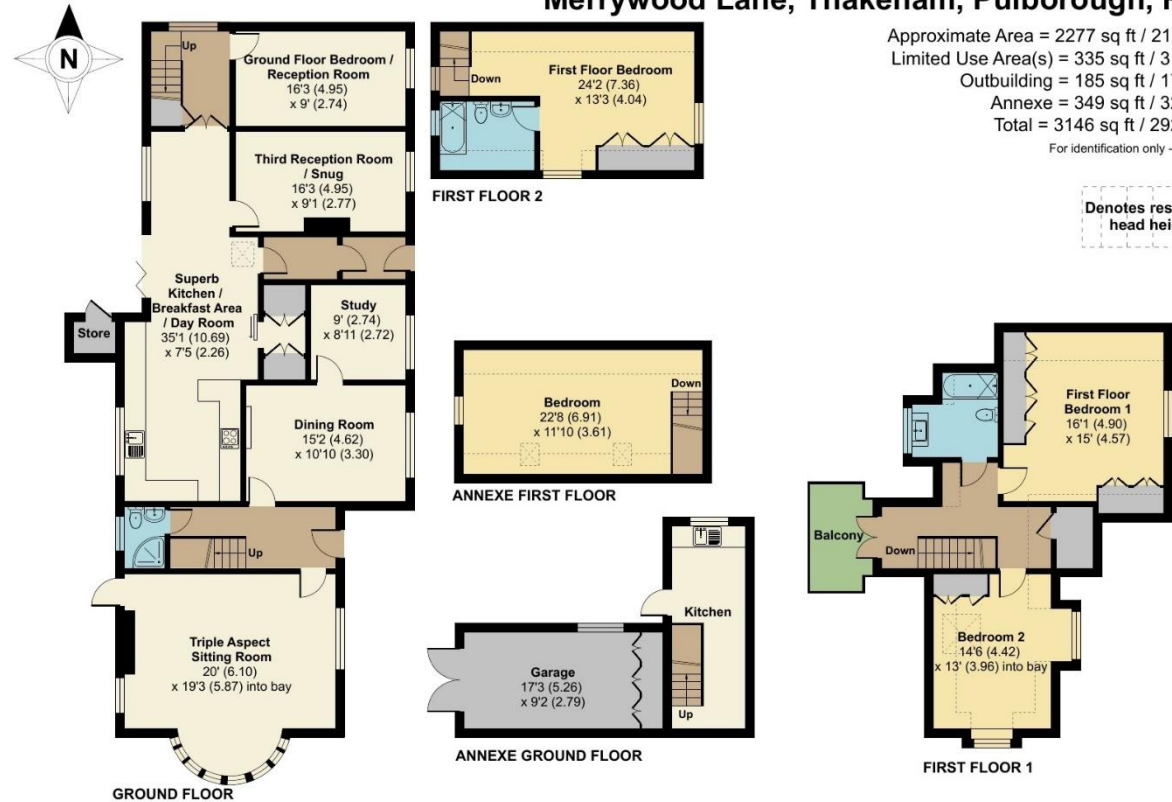 Merrywood Lane, Thakeham, Pulborough,
Approximate Area = 2277 sq ft /
Limited Use Area(s) = 335 sq ft /
Outbuilding = 185 sq ft /
Annexe = 349 sq ft /
Total = 3146 sq ft /
For identification only -
Denotes
head
N
Up
Ground Floor Bedroom /
Reception Room
16'3 (4.95)
x 9' (2.74)
Third Reception Room
/ Snug
16'3 (4.95)
x 9'1 (2.77)
Superb
Kitchen /
Breakfast Area
/ Day Room
35'1 (10.69)
x 7'5 (2.26)
Store
Study
9' (2.74)
x 8'11 (2.72)
Dining Room
15'2 (4.62)
x 10'10 (3.30)
Up
Triple Aspect
Sitting Room
20' (6.10)
x 19'3 (5.87) into bay
GROUND FLOOR
Down
First Floor Bedroom
24'2 (7.36)
x 13'3 (4.04)
FIRST FLOOR 2
Down
Bedroom
22'8 (6.91)
x 11'10 (3.61)
ANNEXE FIRST FLOOR
Kitchen
Garage
17'3 (5.26)
x 9'2 (2.79)
Up
ANNEXE GROUND FLOOR
First Floor
Bedroom 1
16'1 (4.90)
x 15' (4.57)
Balcony
Down
Bedroom 2
14'6 (4.42)
x 13' (3.96) into bay
FIRST FLOOR 1